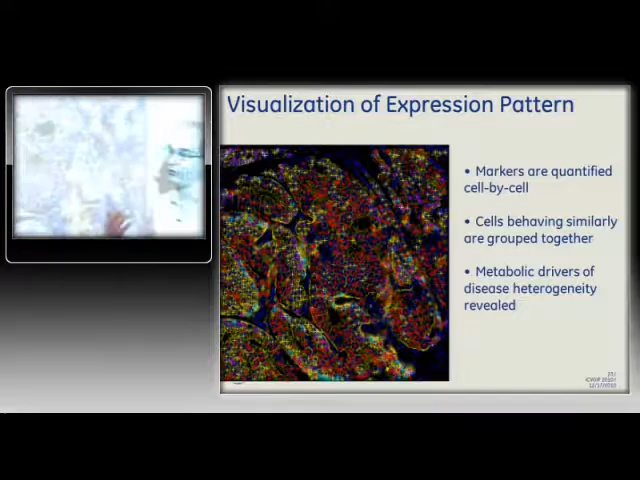 Visualization of Expression Pattern
• Markers are quantified
cell-by-cell
• Cells behaving similarly
are grouped together
• Metabolic drivers of
disease heterogeneity
revealed